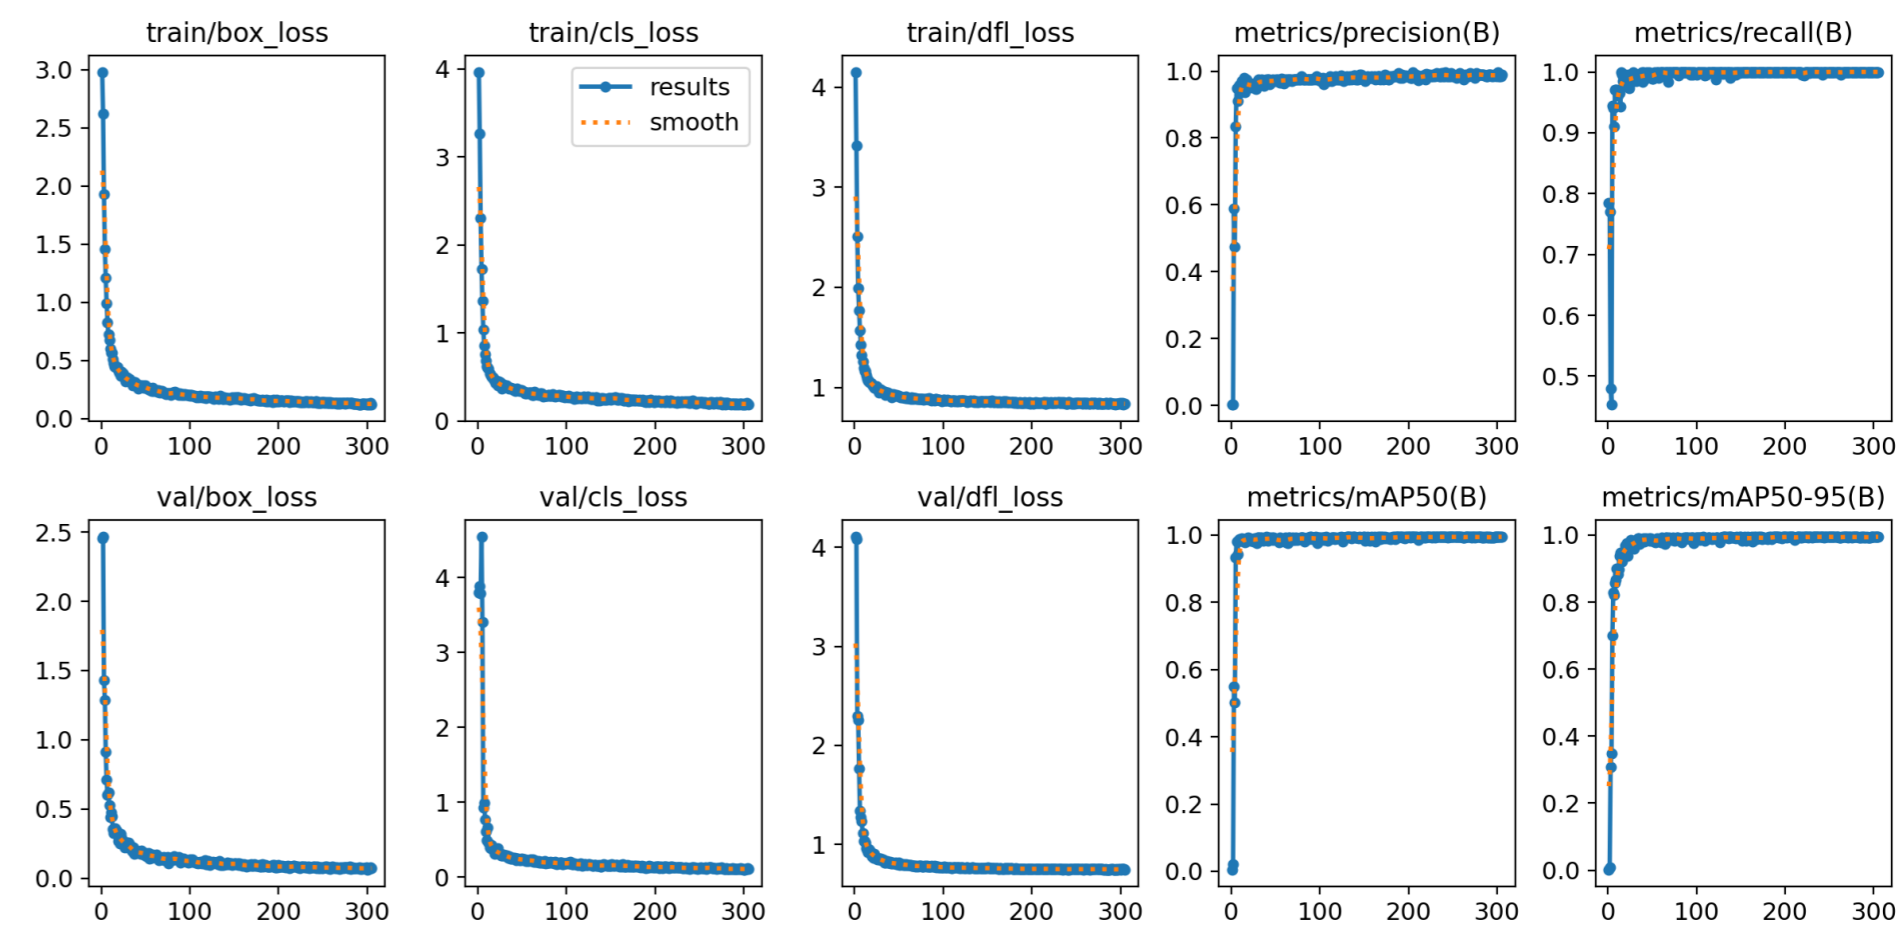 train/box_loss
3.0
2.5
2.0
1.5
1.0
0.5
0.0
0 100 200 300
train/cls_loss
results
smooth
4
3
2
1
0
0 100 200 300
train/dfl_loss
4
3
2
1
0 100 200 300
metrics/precision(B)
1.0
0.8
0.6
0.4
0.2
0.0
0 100 200 300
metrics/recall(B)
1.0
0.9
0.8
0.7
0.6
0.5
0 100 200 300
val/box_loss
2.5
2.0
1.5
1.0
0.5
0.0
0 100 200 300
val/cls_loss
4
3
2
1
0
0 100 200 300
val/dfl_loss
4
3
2
1
0 100 200 300
metrics/mAP50(B)
1.0
0.8
0.6
0.4
0.2
0.0
0 100 200 300
metrics/mAP50-95(B)
1.0
0.8
0.6
0.4
0.2
0.0
0 100 200 300